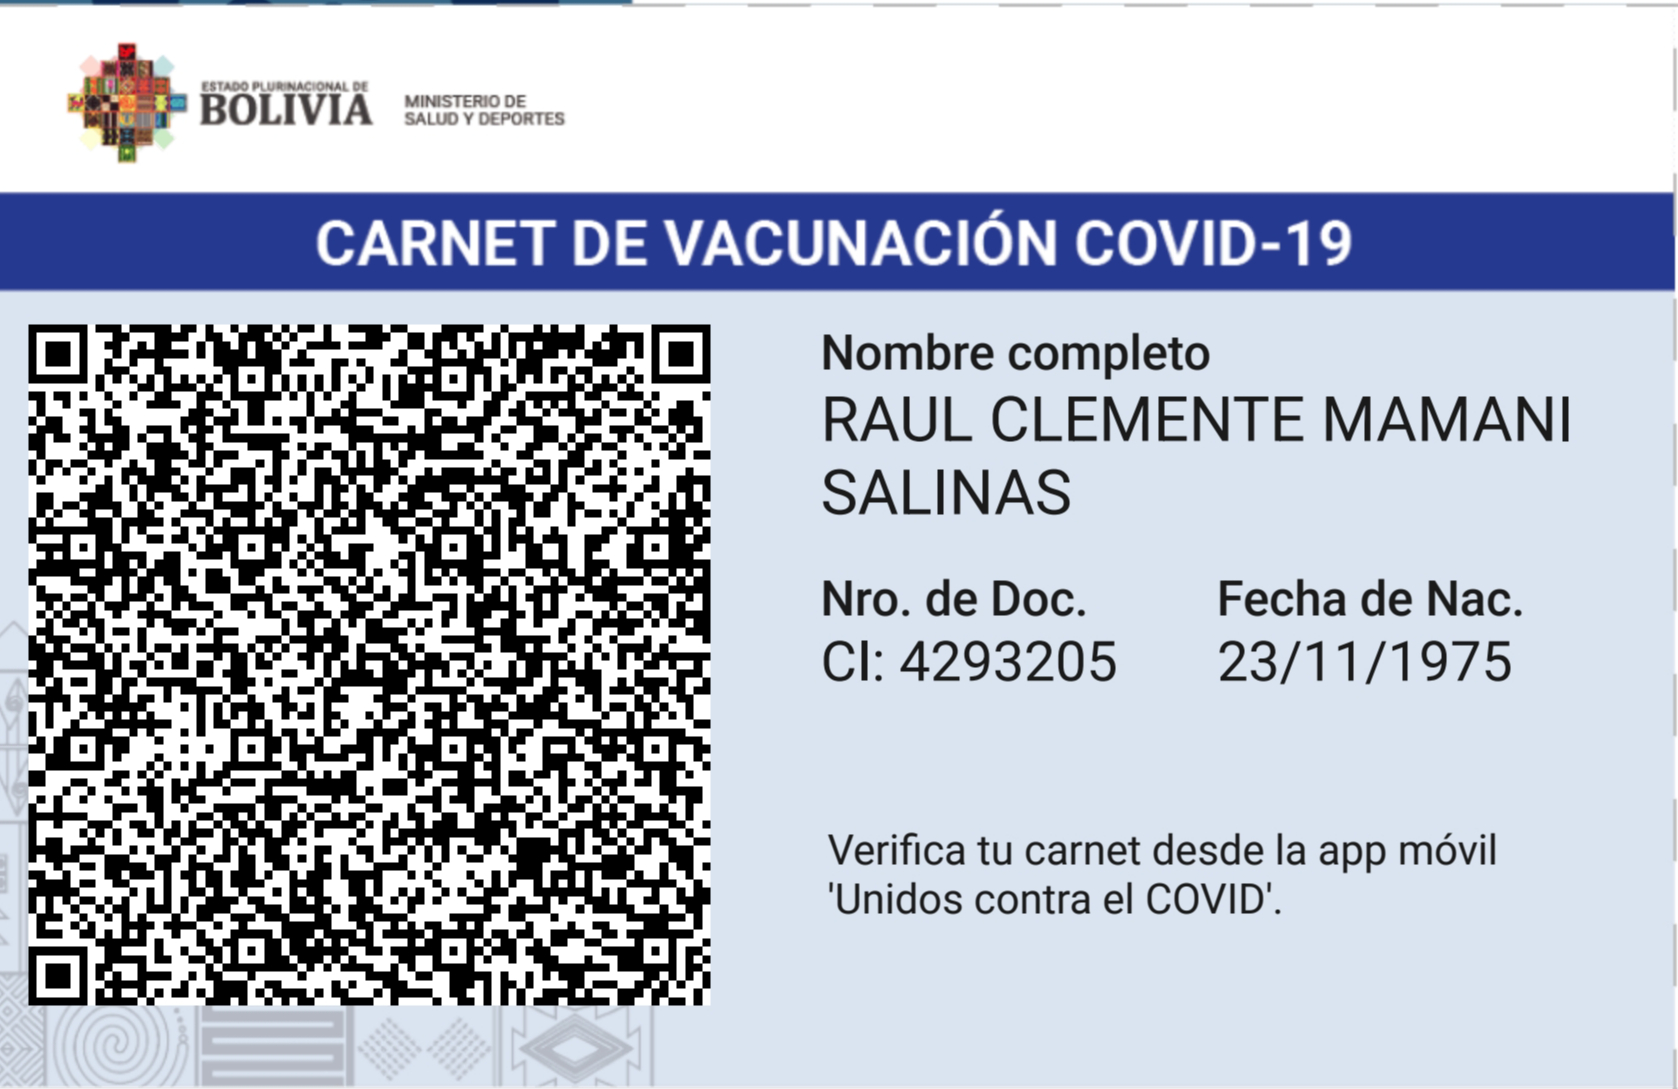 ESTADO PLURINACIONAL DE
BOLIVIA
MINISTERIO DE
SALUD Y DEPORTES
CARNET DE VACUNACIÓN COVID-19
Nombre completo
RAUL CLEMENTE MAMANI
SALINAS
Nro. de Doc. Fecha de Nac.
CI: 4293205 23/11/1975
Verifica tu carnet desde la app móvil
'Unidos contra el COVID'.